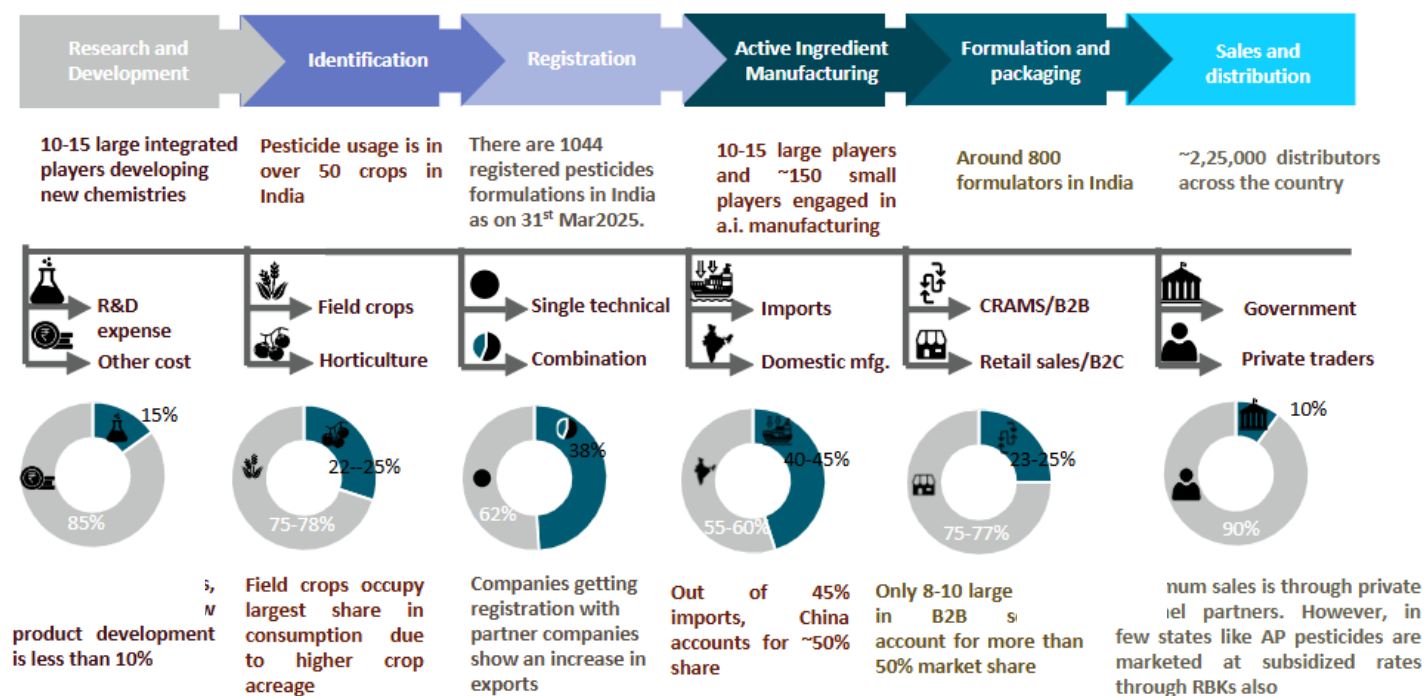 Research and
Development
Identification
Registration
Active Ingredient
Manufacturing
Formulation and
packaging
Sales and
distribution
10-15 large integrated
players developing
new chemistries
Pesticide usage is in
over 50 crops in
India
There are 1044
registered pesticides
formulations in India
as on 31st Mar2025.
10-15 large players
and ~150 small
players engaged in
a.i. manufacturing
Around 800
formulators in India
~2,25,000 distributors
across the country
R&D
expense
Other cost
Field crops
Horticulture
Single technical
Combination
Imports
Domestic mfg.
CRAMS/B2B
Retail sales/B2C
Government
Private traders
15%
85%
22--25%
75-78%
38%
62%
40-45%
55-60%
23-25%
75-77%
10%
90%
product development
is less than 10%
Field crops occupy
largest share in
consumption due
to higher crop
acreage
Companies getting
registration with
partner companies
show an increase in
exports
Out of 45%
imports, China
accounts for ~50%
share
Only 8-10 large
in B2B
account for more than
50% market share
sales is through private
partners. However, in
few states like AP pesticides are
marketed at subsidized rates
through RBKs also